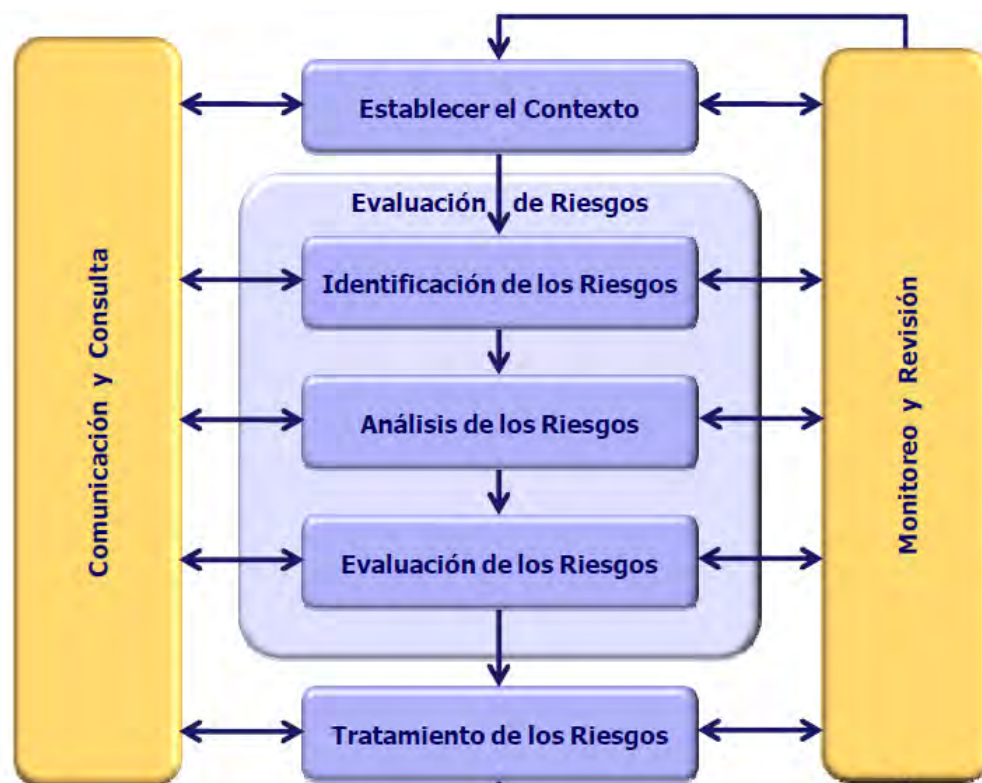 Establecer el Contexto
Evaluación de Riesgos
Identificación de los Riesgos
Análisis de los Riesgos
Evaluación de los Riesgos
Tratamiento de los Riesgos
Comunicación y Consulta
Monitoreo y Revisión